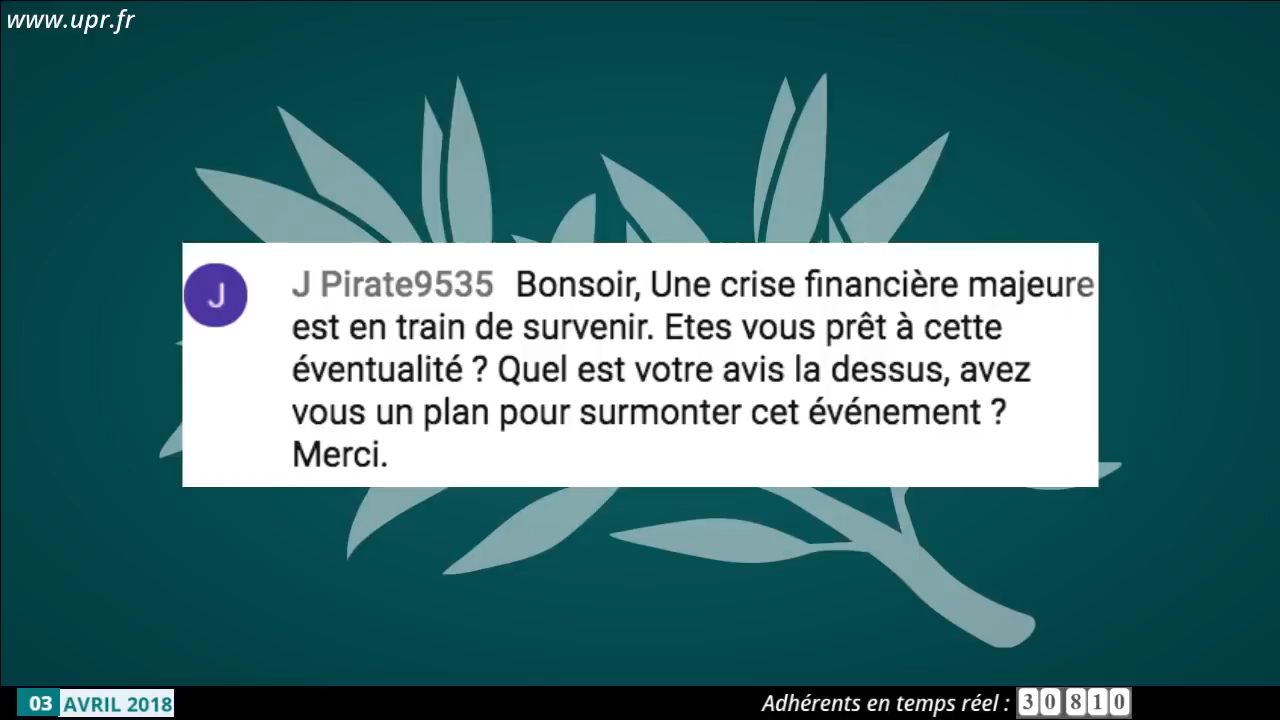 www.upr.fr
J
J Pirate9535 Bonsoir, Une crise financière majeure
est en train de survenir. Etes vous prêt à cette
éventualité ? Quel est votre avis la dessus, avez
vous un plan pour surmonter cet événement ?
Merci.
03 AVRIL 2018
Adhérents en temps réel : 30 810